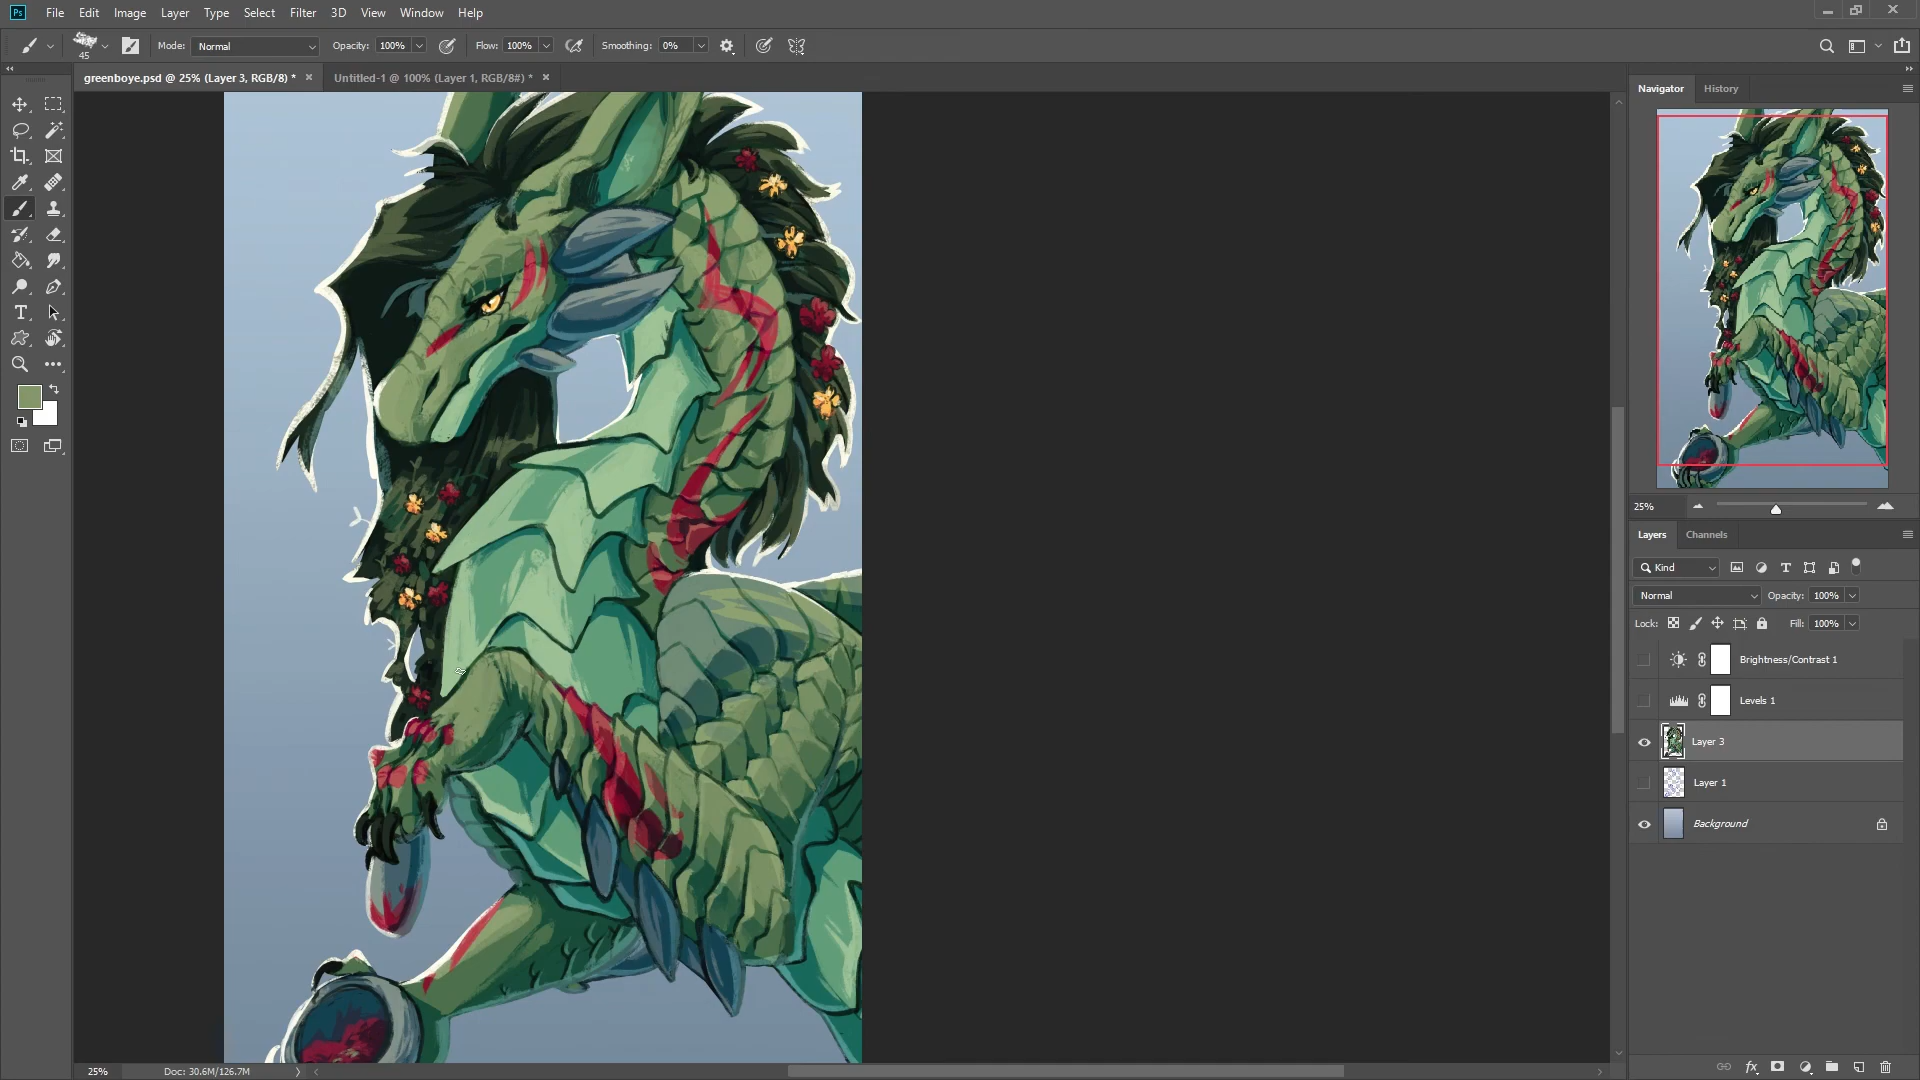 Ps File Edit Image Layer Type Select Filter 3D View Window Help
45 Mode: Normal Opacity: 100% Flow: 100% Smoothing: 0%
greenboye.psd @ 25% (Layer 3, RGB/8) * × Untitled-1 @ 100% (Layer 1, RGB/8#) * ×
Navigator History
25%
Layers Channels
Kind
Normal Opacity: 100%
Lock: Fill: 100%
Brightness/Contrast 1
Levels 1
Layer 3
Layer 1
Background
fx
25% Doc: 30.6M/126.7M